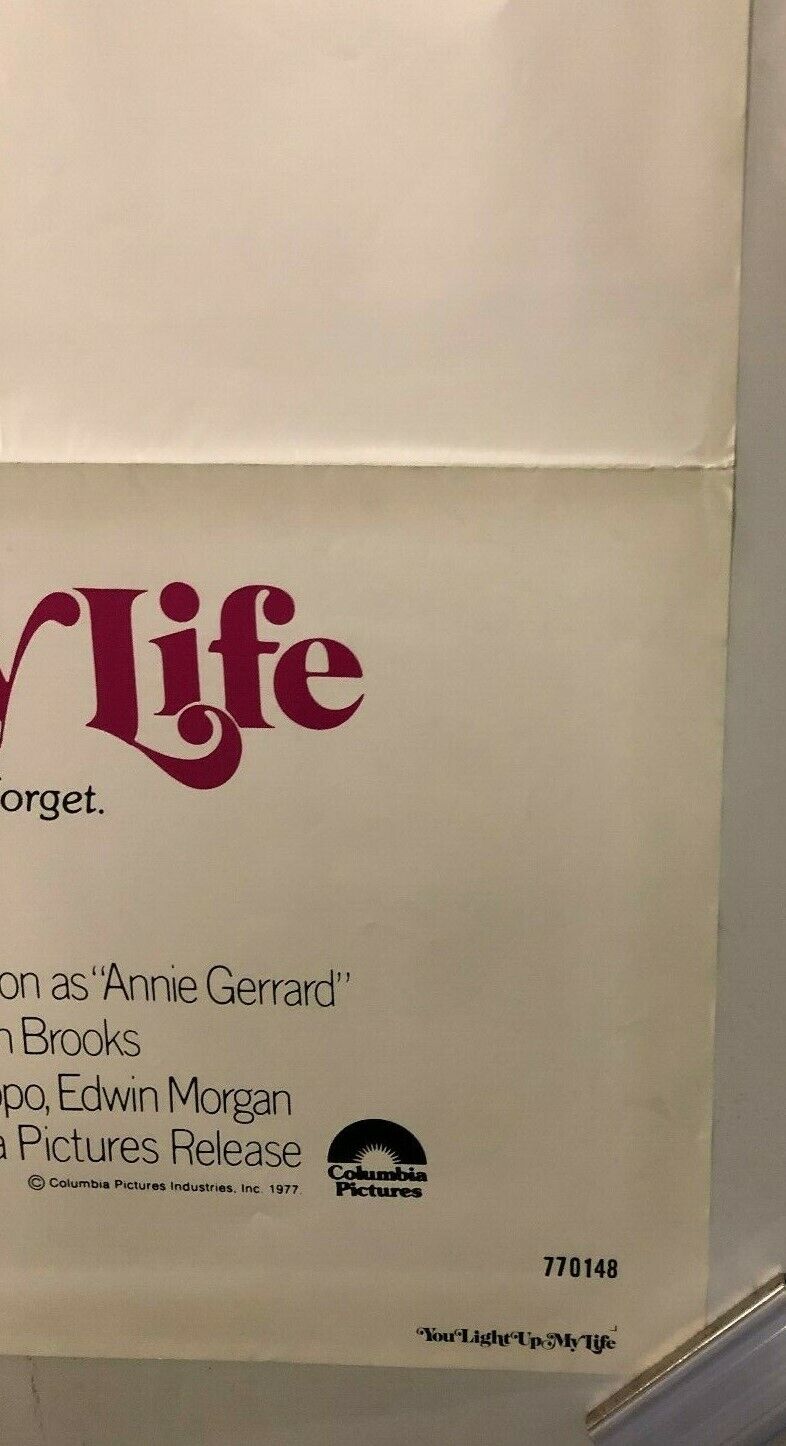 y Life
orget.
on as "Annie Gerrard"
n Brooks
ppo, Edwin Morgan
a Pictures Release
© Columbia Pictures Industries, Inc. 1977.
Columbia
Pictures
770148
You Light Up My Life